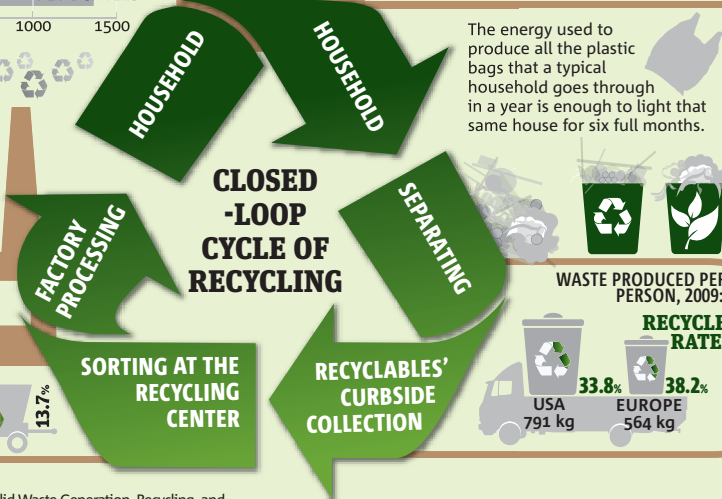 1000 1500
HOUSEHOLD
HOUSEHOLD
The energy used to
produce all the plastic
bags that a typical
household goes through
in a year is enough to light that
same house for six full months.
CLOSED
-LOOP
CYCLE OF
RECYCLING
SEPARATING
FACTORY
PROCESSING
WASTE PRODUCED PER
PERSON, 2009:
RECYCLE
RATE
33.8%
38.2%
USA
791 kg
EUROPE
564 kg
RECYCLABLES'
CURBSIDE
COLLECTION
SORTING AT THE
RECYCLING
CENTER
13.7%
Waste Generation, Recycling, and